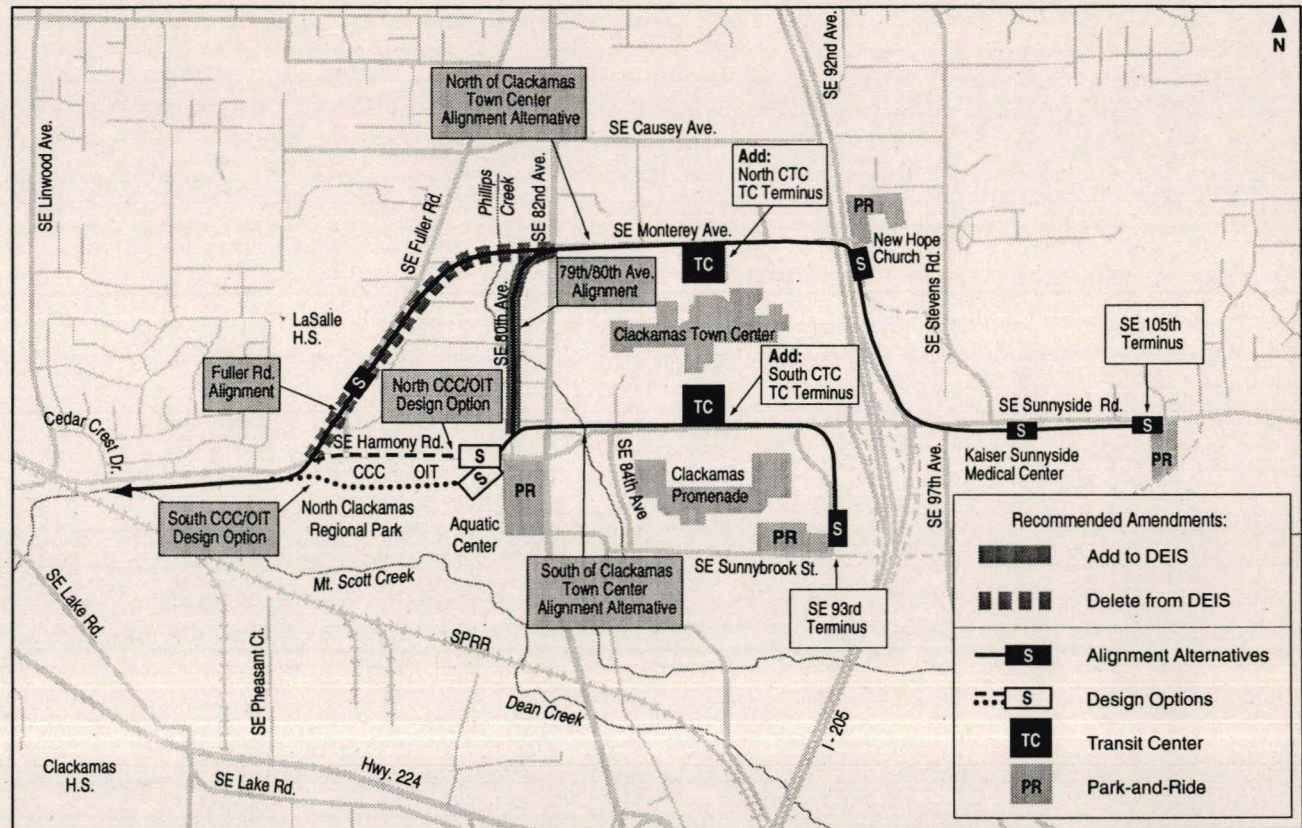 N
SE 92nd Ave.
North of Clackamas
Town Center
Alignment Alternative
SE Causey Ave.
SE Linwood Ave.
Add:
North CTC
TC Terminus
Phillips
Creek
SE 82nd Ave.
SE Fuller Rd.
PR
SE Monterey Ave.
New Hope
Church
TC
S
79th/80th Ave.
Alignment
SE Stevens Rd.
SE 80th Ave.
LaSalle
H.S.
Clackamas Town Center
SE 105th
Terminus
Add:
South CTC
TC Terminus
Fuller Rd.
Alignment
S
North CCC/OIT
Design Option
TC
SE Sunnyside Rd.
Cedar Crest Dr.
S
S
SE Harmony Rd.
S
Kaiser Sunnyside
Medical Center
CCC
OIT
S
PR
SE 84th Ave
Clackamas
Promenade
SE 97th Ave.
PR
North Clackamas
Regional Park
South CCC/OIT
Design Option
Aquatic
Center
PR
S
SE Sunnybrook St.
Mt. Scott Creek
South of Clackamas
Town Center
Alignment Alternative
SE 93rd
Terminus
SE Lake Rd.
SPRR
SE Pheasant Ct.
Dean Creek
I - 205
Hwy. 224
Clackamas
H.S.
SE Lake Rd.
Recommended Amendments:
Add to DEIS
Delete from DEIS
S Alignment Alternatives
S Design Options
TC Transit Center
PR Park-and-Ride